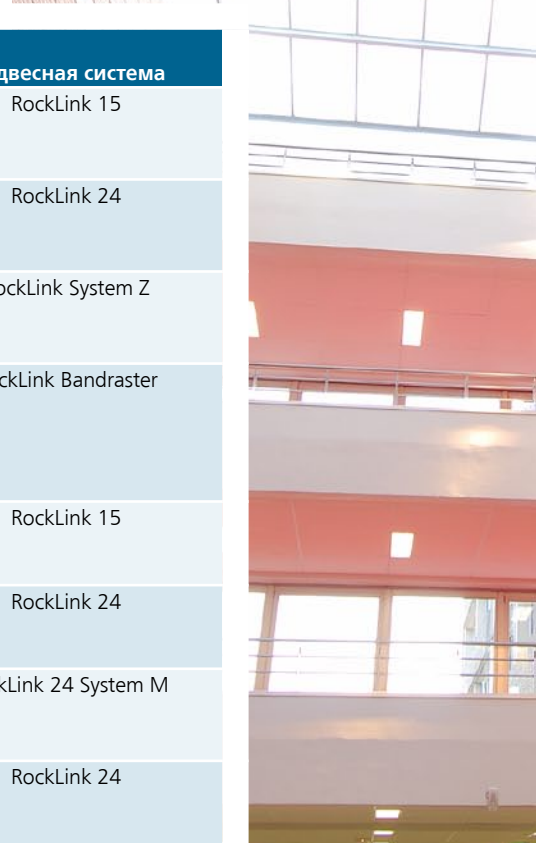 двесная система
RockLink 15
RockLink 24
ockLink System Z
ckLink Bandraster
RockLink 15
RockLink 24
kLink 24 System M
RockLink 24